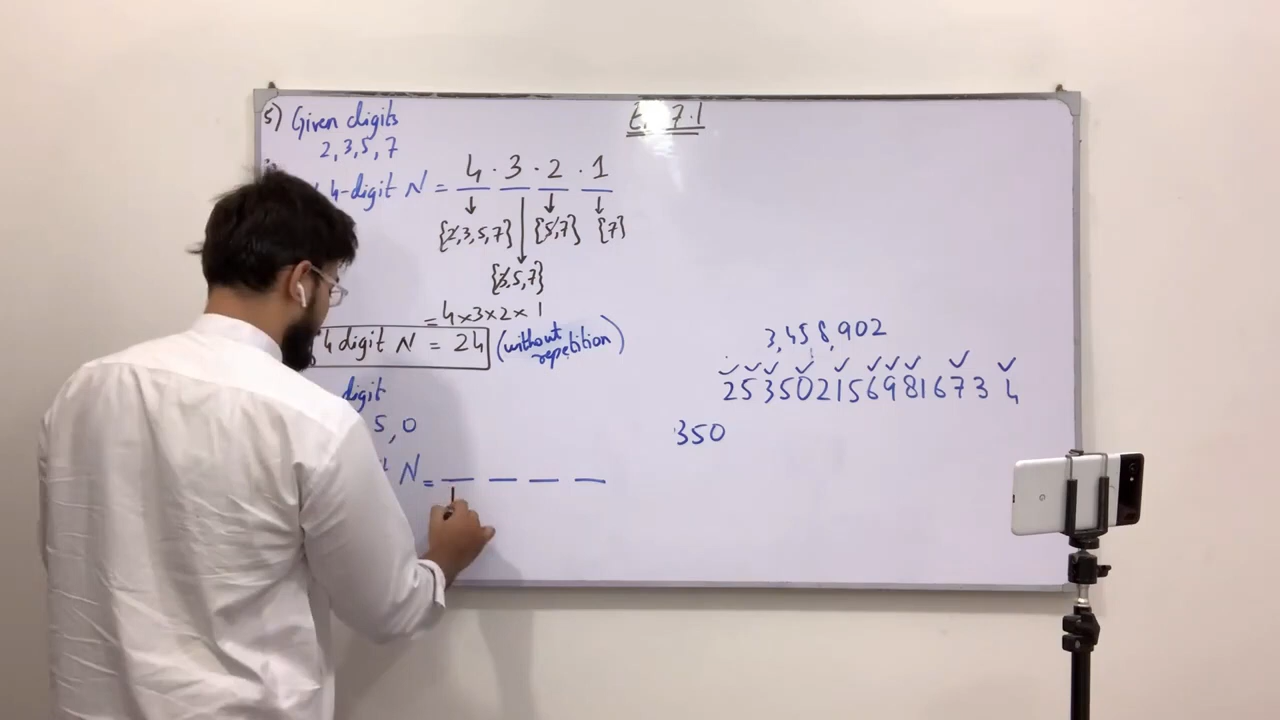 Ex 7.1
5) Given digits
2, 3, 5, 7
4-digit N = 4 · 3 · 2 · 1
{2,3,5,7} {5,7} {7}
{3,5,7}
= 4 x 3 x 2 x 1
4 digit N = 24 (without repetition)
digit
5, 0
N =
3,458,902
2535021569816734
350